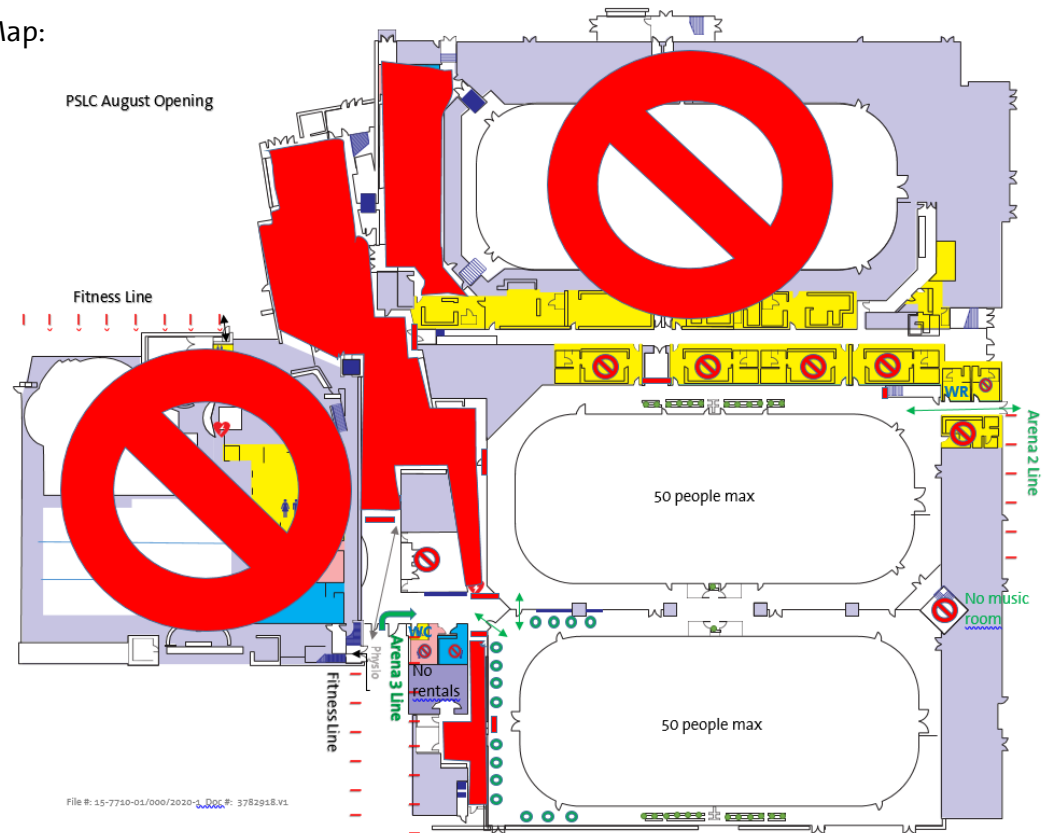 Map:
PSLC August Opening
Fitness Line
WR
Arena 2 Line
50 people max
No music
room
WC
Physio
Arena 3 Line
No
rentals
Fitness Line
50 people max
File #: 15-7710-01/000/2020-1 Doc #: 3782918.v1